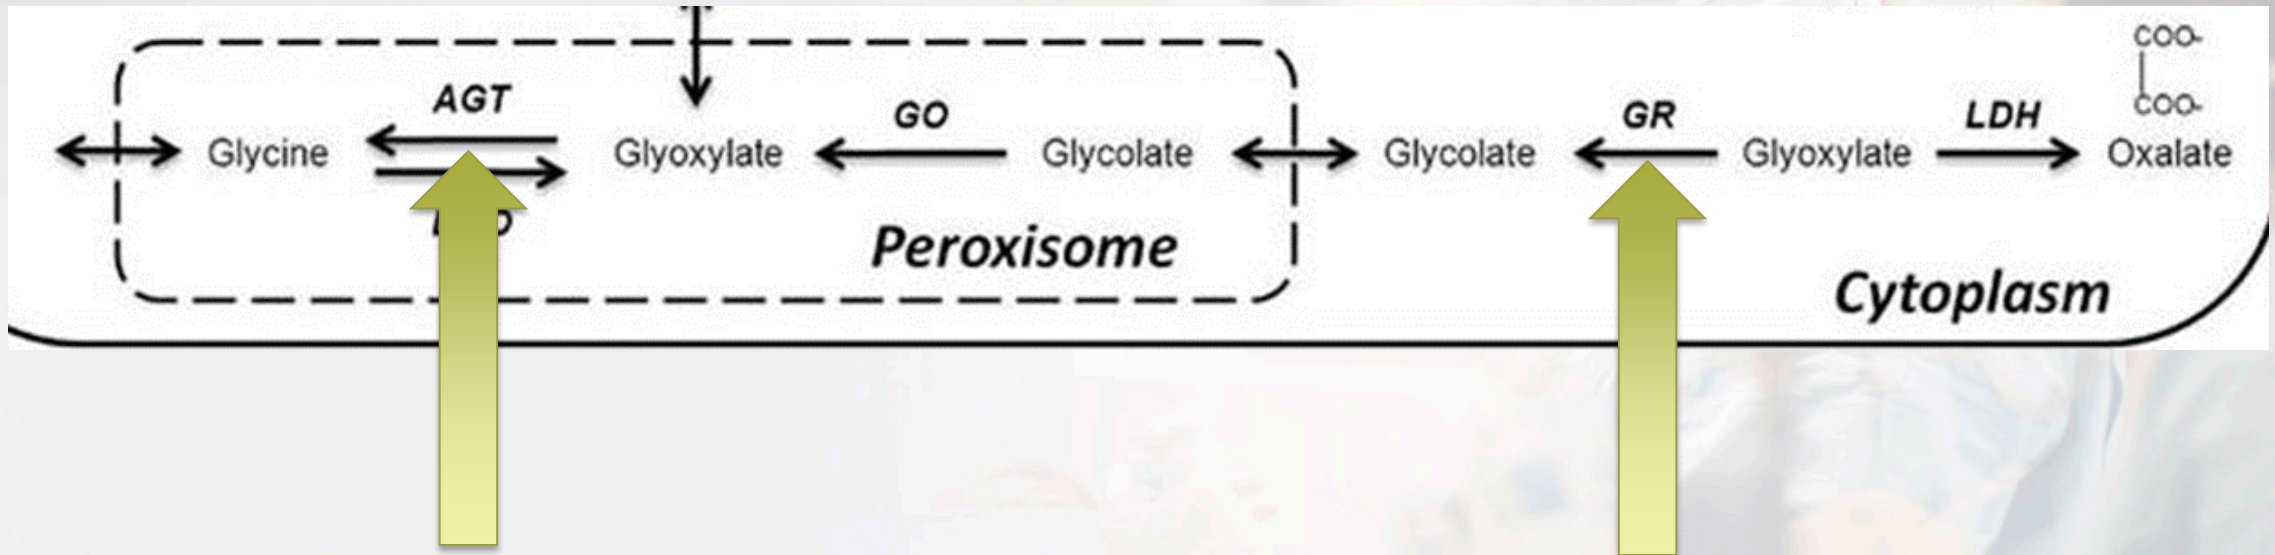 COO-
COO-
AGT
GO
GR
LDH
Glycine
Glyoxylate
Glycolate
Glycolate
Glyoxylate
Oxalate
Peroxisome
Cytoplasm